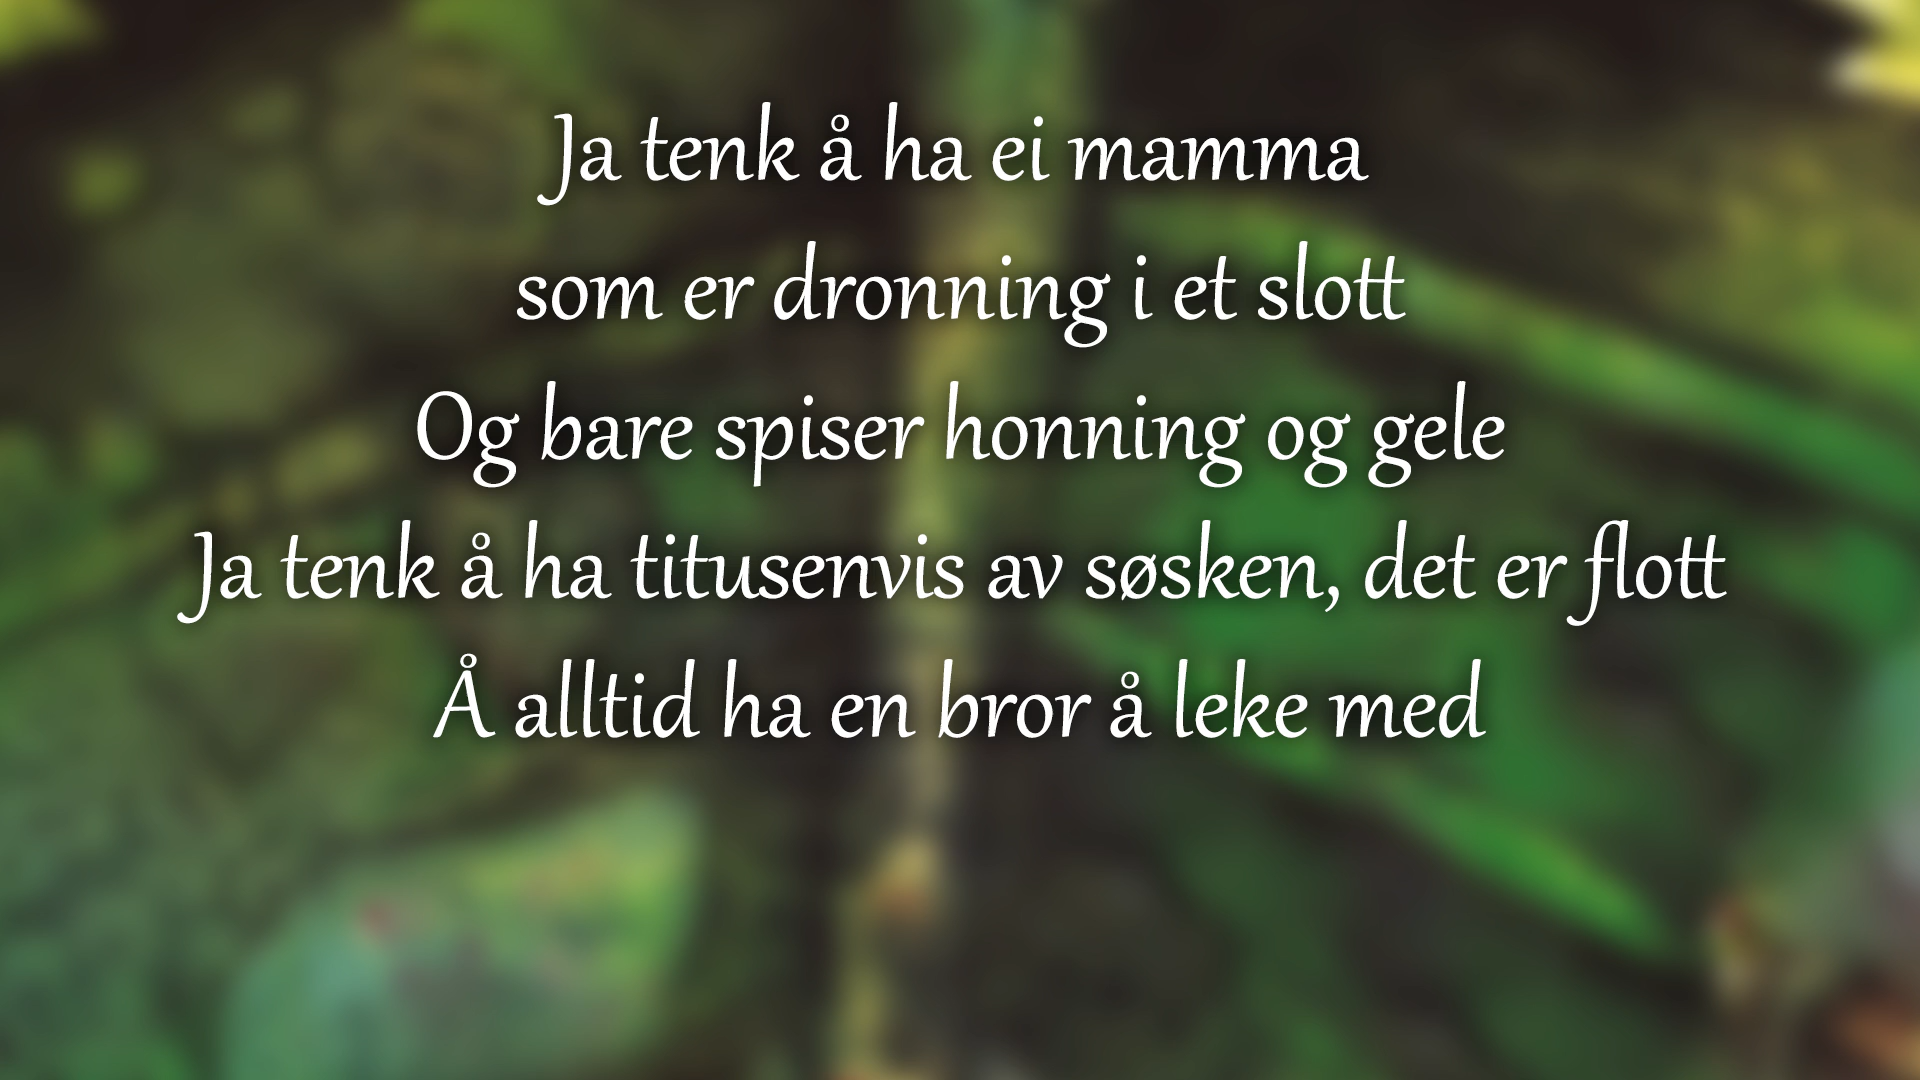 Ja tenk å ha ei mamma
som er dronning i et slott
Og bare spiser honning og gele
Ja tenk å ha titusenvis av søsken, det er flott
Å alltid ha en bror å leke med